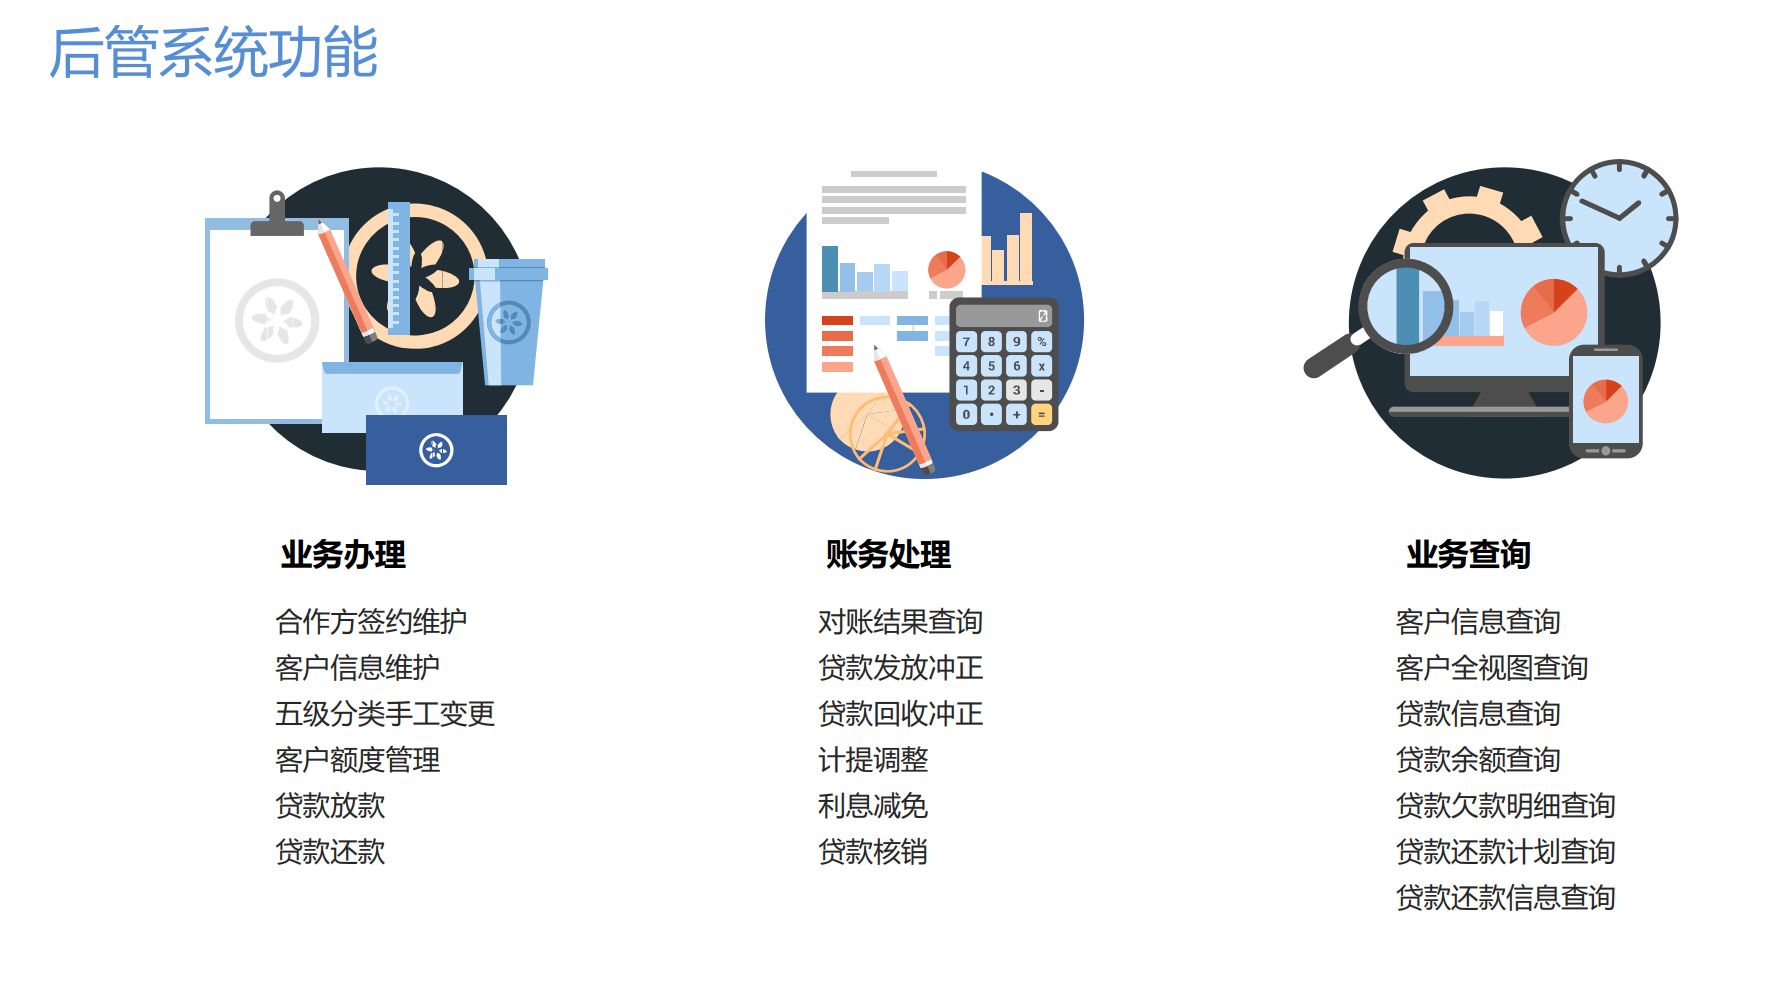 后管系统功能
7 8 9 %
4 5 6 x
1 2 3 -
0 • + =
业务办理
合作方签约维护
客户信息维护
五级分类手工变更
客户额度管理
贷款放款
贷款还款
账务处理
对账结果查询
贷款发放冲正
贷款回收冲正
计提调整
利息减免
贷款核销
业务查询
客户信息查询
客户全视图查询
贷款信息查询
贷款余额查询
贷款欠款明细查询
贷款还款计划查询
贷款还款信息查询